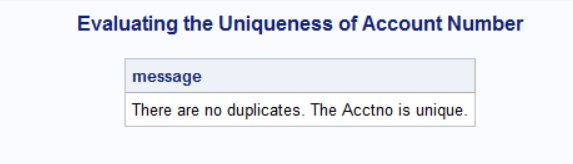 Evaluating the Uniqueness of Account Number
message
There are no duplicates. The Acctno is unique.